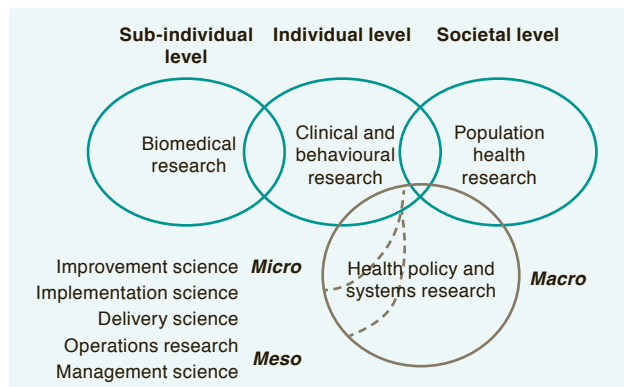 Sub-individual
level
Individual level
Societal level
Biomedical
research
Clinical and
behavioural
research
Population
health
research
Improvement science
Micro
Implementation science
Delivery science
Operations research
Meso
Management science
Health policy and
systems research
Macro